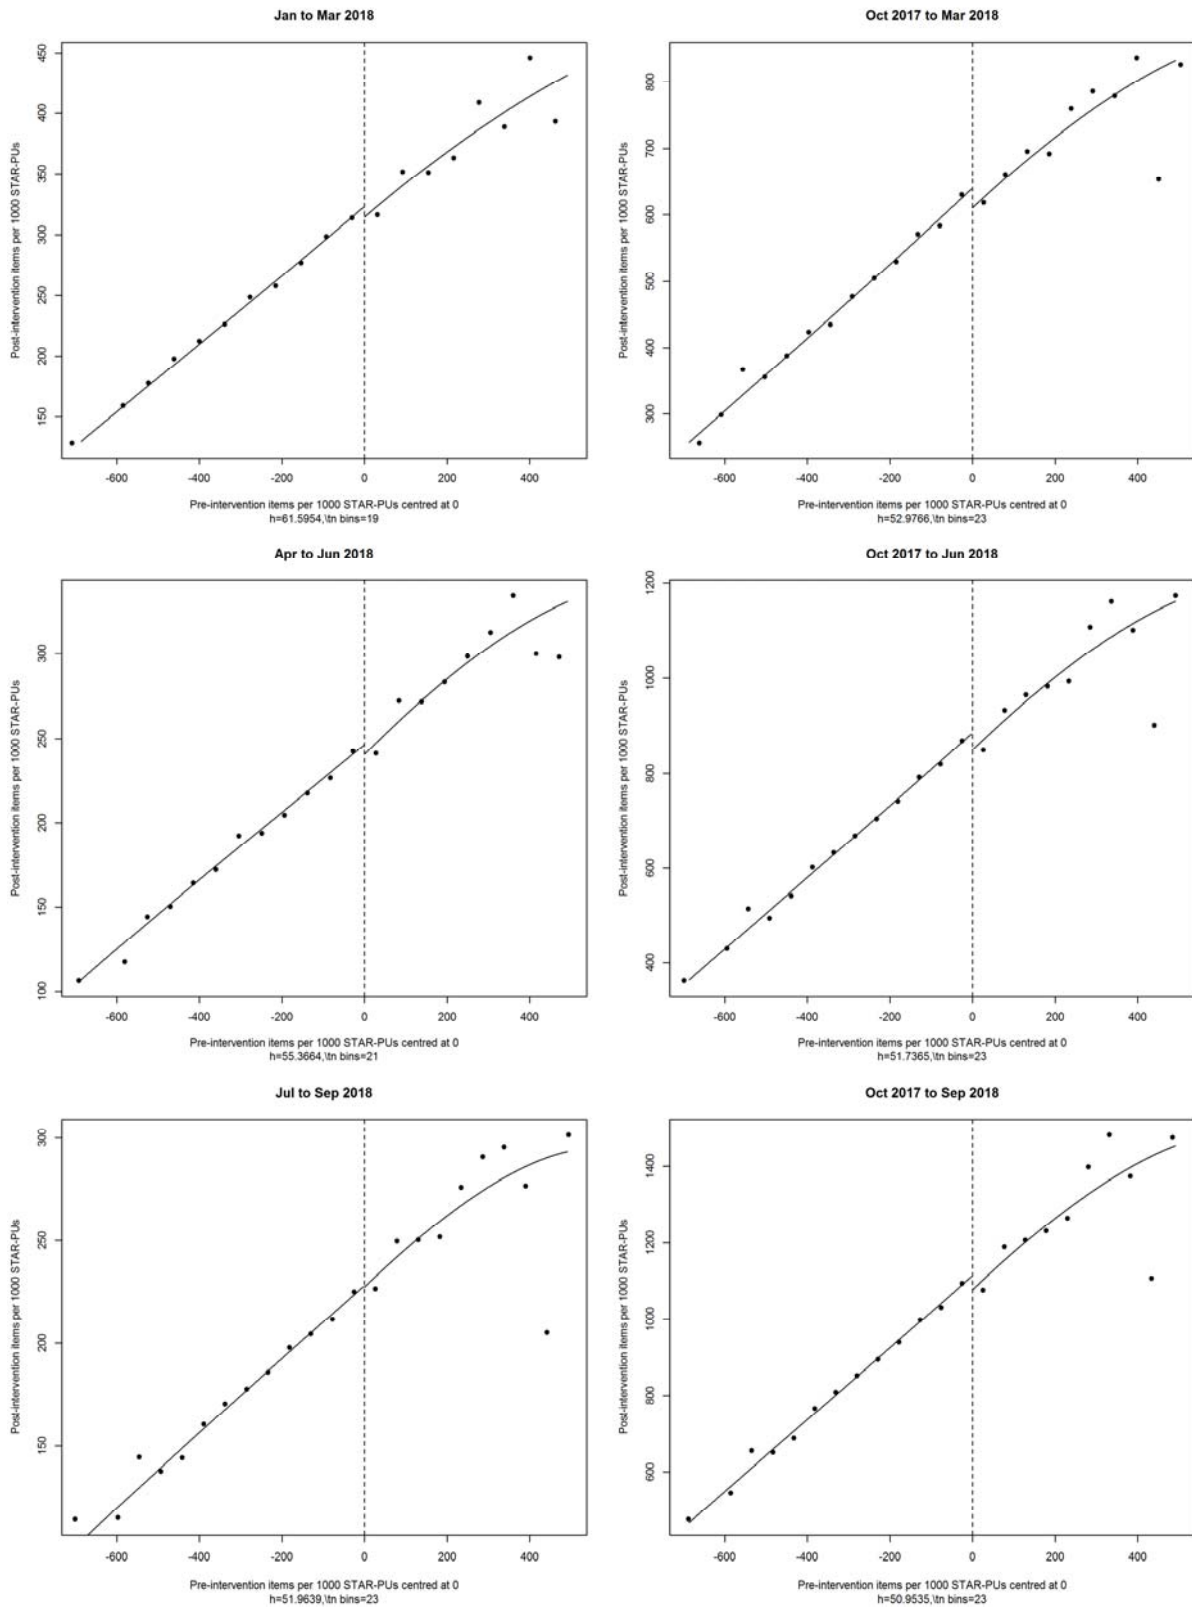 Jan to Mar 2018
Post-intervention items per 1000 STAR-PUs
450
400
350
300
250
200
150
-600 -400 -200 0 200 400
Pre-intervention items per 1000 STAR-PUs centred at 0
h=61.5954,\tn bins=19
Oct 2017 to Mar 2018
Post-intervention items per 1000 STAR-PUs
800
700
600
500
400
300
-600 -400 -200 0 200 400
Pre-intervention items per 1000 STAR-PUs centred at 0
h=52.9766,\tn bins=23
Apr to Jun 2018
Post-intervention items per 1000 STAR-PUs
300
250
200
150
100
-600 -400 -200 0 200 400
Pre-intervention items per 1000 STAR-PUs centred at 0
h=55.3664,\tn bins=21
Oct 2017 to Jun 2018
Post-intervention items per 1000 STAR-PUs
1200
1000
800
600
400
-600 -400 -200 0 200 400
Pre-intervention items per 1000 STAR-PUs centred at 0
h=51.7365,\tn bins=23
Jul to Sep 2018
Post-intervention items per 1000 STAR-PUs
300
250
200
150
-600 -400 -200 0 200 400
Pre-intervention items per 1000 STAR-PUs centred at 0
h=51.9639,\tn bins=23
Oct 2017 to Sep 2018
Post-intervention items per 1000 STAR-PUs
1400
1200
1000
800
600
-600 -400 -200 0 200 400
Pre-intervention items per 1000 STAR-PUs centred at 0
h=50.9535,\tn bins=23